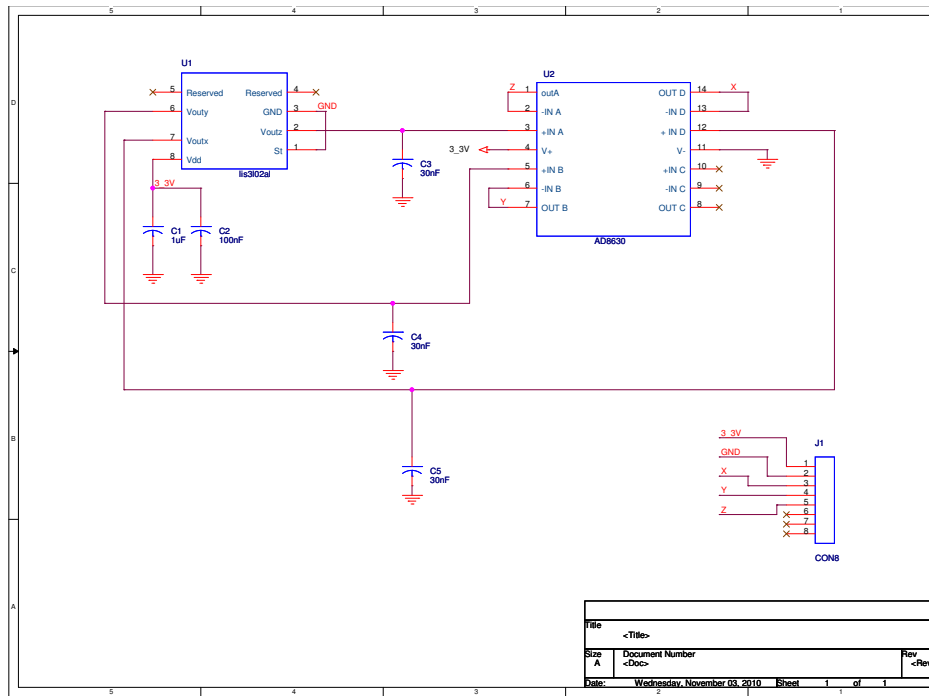 5 4 3 2 1
D
C
B
A
U1
5 Reserved Reserved 4
6 Vouty GND 3 GND
7 Voutx Voutz 2
8 Vdd St 1
lis3l02al
3_3V
C1
1uF
C2
100nF
C3
30nF
U2
Z 1 outA OUT D 14 X
2 -IN A -IN D 13
3 +IN A + IN D 12
3_3V 4 V+ V- 11
5 +IN B +IN C 10
6 -IN B -IN C 9
Y 7 OUT B OUT C 8
AD8630
C4
30nF
C5
30nF
J1
3_3V 1
GND 2
X 3
Y 4
Z 5
6
7
8
CON8
Title
<Title>
Size Document Number Rev
A <Doc>
Date: Wednesday, November 03, 2010 Sheet 1 of 1
5 4 3 2 1